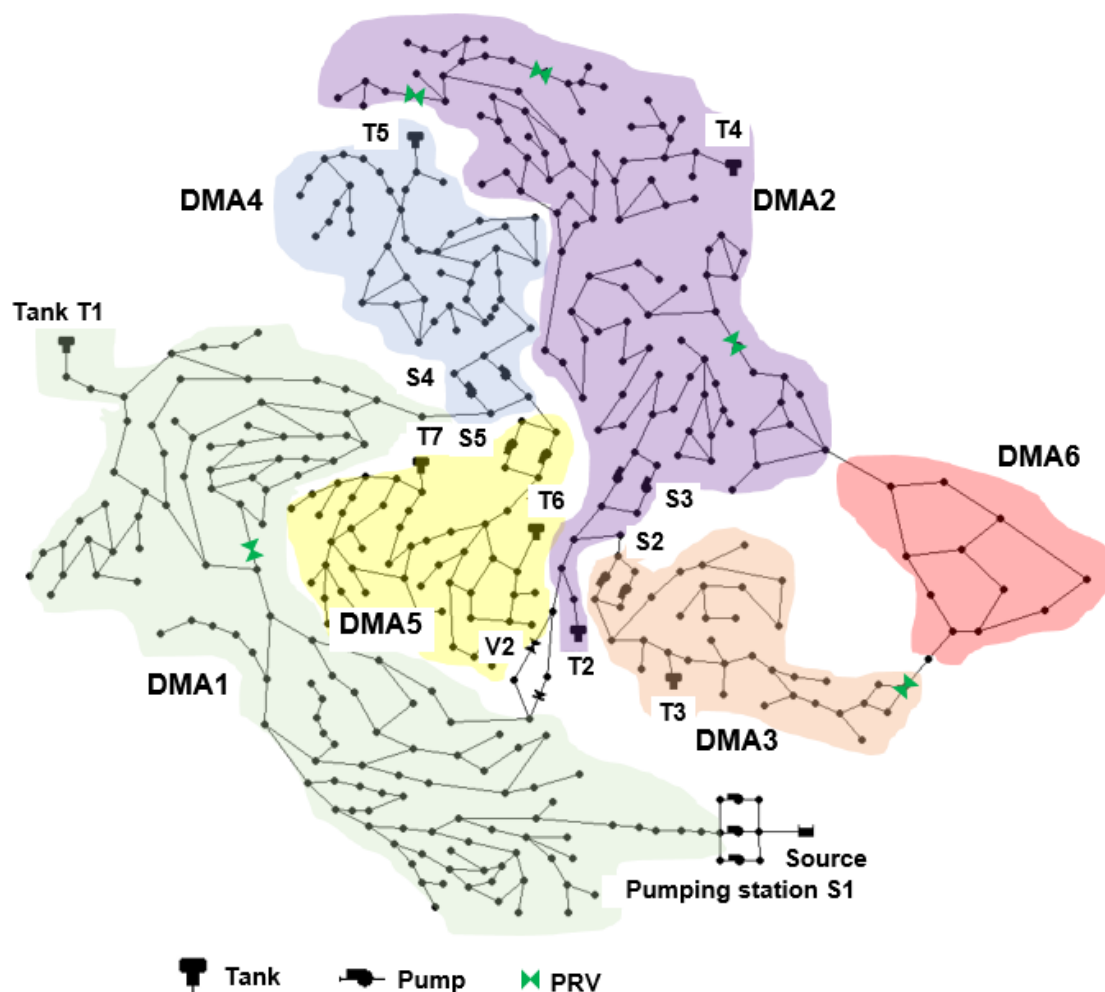 T5
T4
DMA4
DMA2
Tank T1
S4
T7
S5
DMA6
T6
S3
S2
DMA5
V2
T2
DMA1
T3
DMA3
Source
Pumping station S1
Tank
Pump
PRV